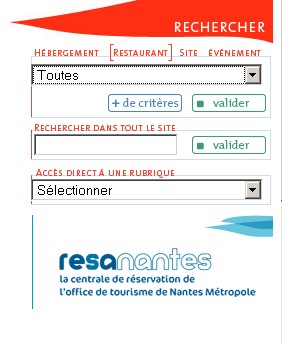 RECHERCHER
HÉBERGEMENT [RESTAURANT] SITE ÉVÉNEMENT
Toutes
+ de critères valider
RECHERCHER DANS TOUT LE SITE
valider
ACCÈS DIRECT À UNE RUBRIQUE
Sélectionner
resanantes
la centrale de réservation de
l'office de tourisme de Nantes Métropole